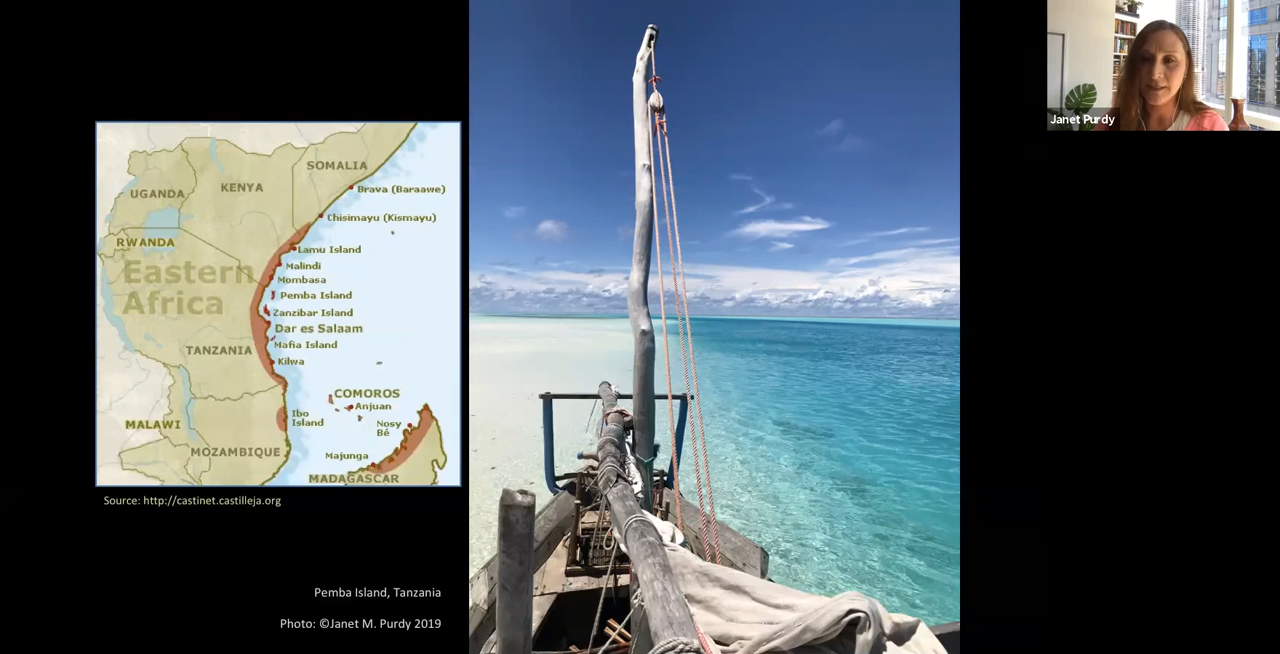 SOMALIA
UGANDA
KENYA
Brava (Baraawe)
Chisimayu (Kismayu)
RWANDA
Lamu Island
Eastern
Africa
Malindi
Mombasa
Pemba Island
Zanzibar Island
Dar es Salaam
Mafia Island
TANZANIA
Kilwa
COMOROS
Anjuan
Ibo
Island
Nosy
Bé
MALAWI
MOZAMBIQUE
Majunga
MADAGASCAR
Source: http://castinet.castilleja.org
Pemba Island, Tanzania
Photo: ©Janet M. Purdy 2019
Janet Purdy